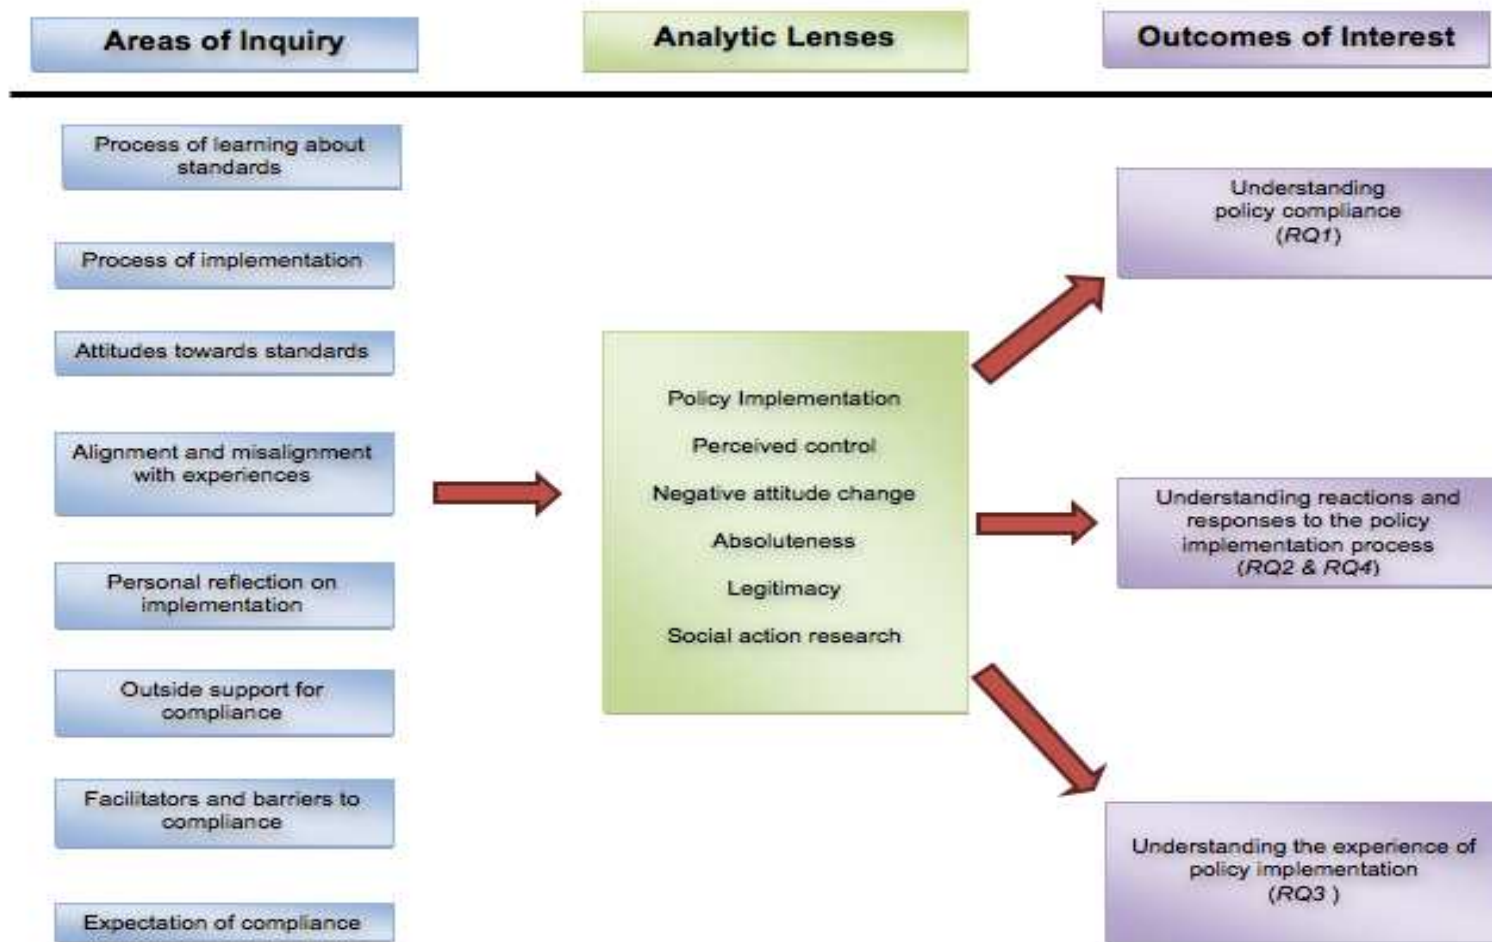 Areas of Inquiry
Analytic Lenses
Outcomes of Interest
Process of learning about
standards
Process of implementation
Attitudes towards standards
Alignment and misalignment
with experiences
Personal reflection on
implementation
Outside support for
compliance
Facilitators and barriers to
compliance
Expectation of compliance
Policy Implementation
Perceived control
Negative attitude change
Absoluteness
Legitimacy
Social action research
Understanding
policy compliance
(RQ1)
Understanding reactions and
responses to the policy
implementation process
(RQ2 & RQ4)
Understanding the experience of
policy implementation
(RQ3 )